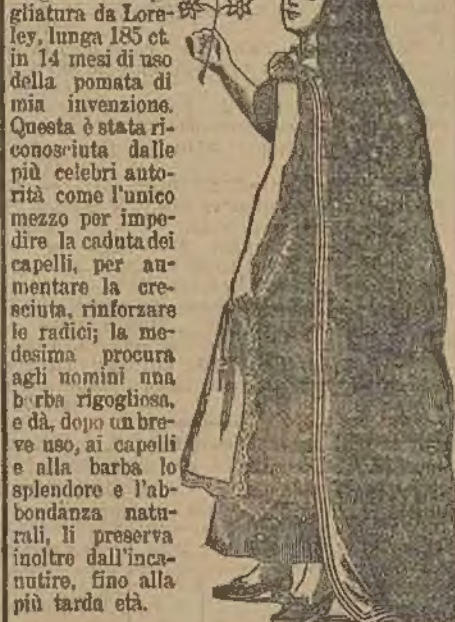 gliatura da Lore-
ley, lunga 185 ct.
in 14 mesi di uso
della pomata di
mia invenzione.
Questa è stata ri-
conosciuta dalle
più celebri auto-
rità come l'unico
mezzo per impe-
dire la caduta dei
capelli, per au-
mentare la cre-
sciuta, rinforzare
le radici; la me-
desima procura
agli uomini una
barba rigogliosa,
e dà, dopo un bre-
ve uso, ai capelli
e alla barba lo
splendore e l'ab-
bondanza natu-
rali, li preserva
inoltre dall'inca-
nutire, fino alla
più tarda età.